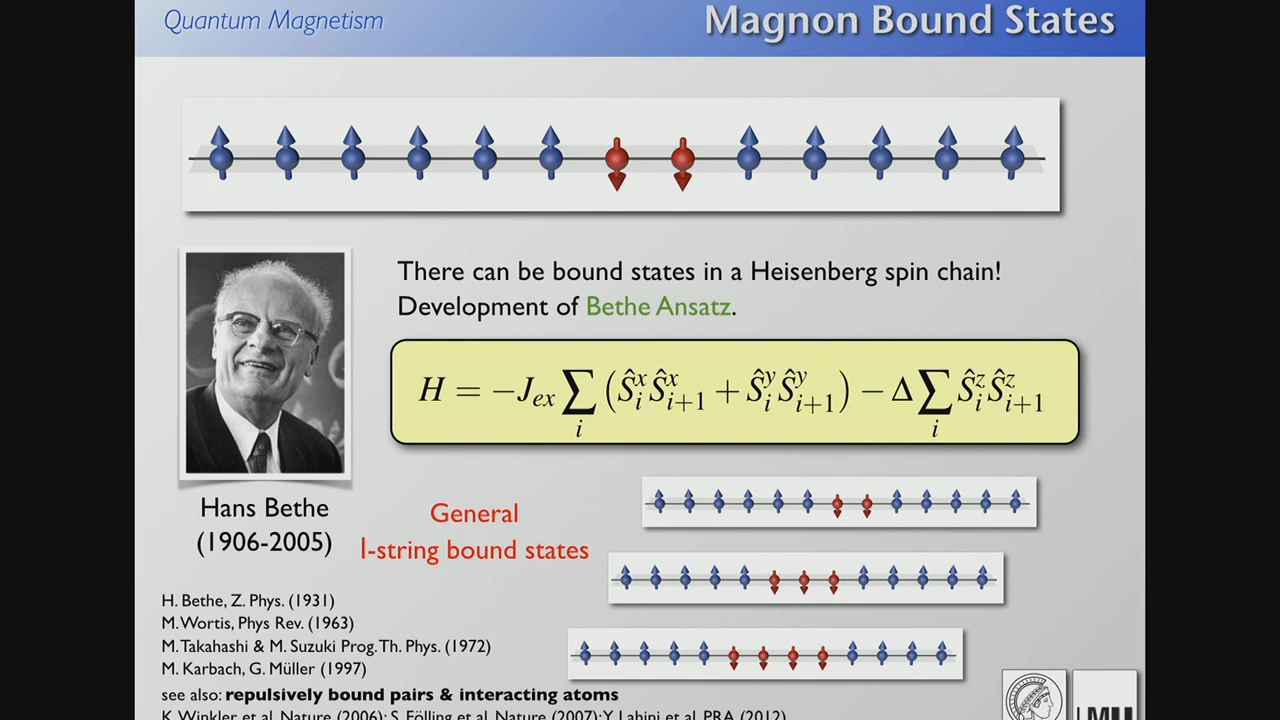 Quantum Magnetism
Magnon Bound States
There can be bound states in a Heisenberg spin chain!
Development of Bethe Ansatz.
H = −J_ex ∑_i (Ŝ_i^x Ŝ_{i+1}^x + Ŝ_i^y Ŝ_{i+1}^y) − Δ ∑_i Ŝ_i^z Ŝ_{i+1}^z
Hans Bethe
(1906-2005)
General
l-string bound states
H. Bethe, Z. Phys. (1931)
M. Wortis, Phys Rev. (1963)
M. Takahashi & M. Suzuki Prog. Th. Phys. (1972)
M. Karbach, G. Müller (1997)
see also: repulsively bound pairs & interacting atoms
K. Winkler et al. Nature (2006); S. Fölling et al. Nature (2007); Y. Lahini et al. PRA (2012)
LMU